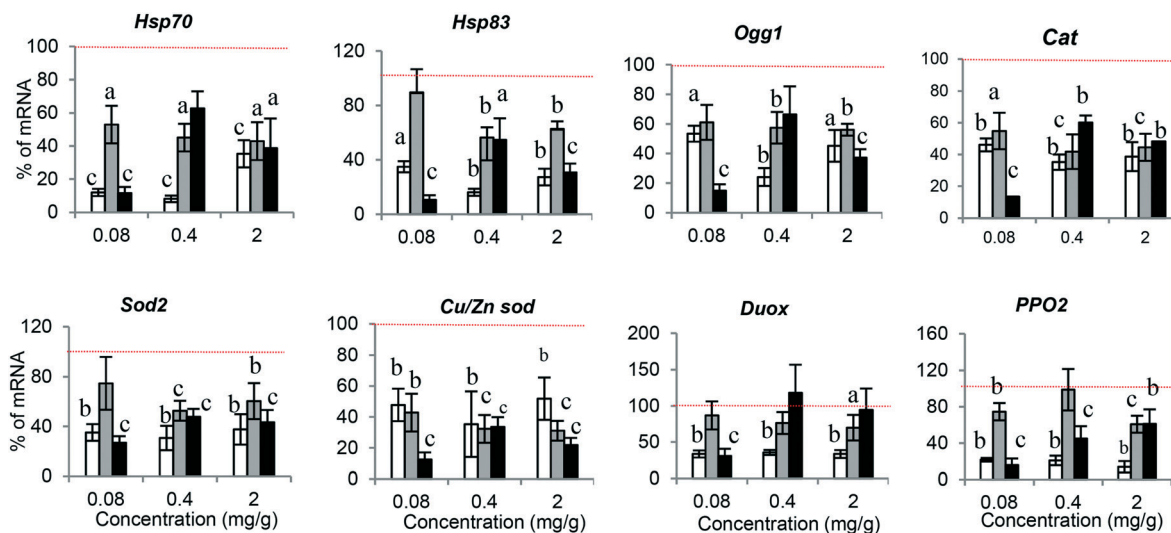 Hsp70
% of mRNA
100
80
60
40
20
0
c a c
c a
c a a
0.08 0.4 2
Hsp83
120
80
40
0
a c
b b a
b b c
0.08 0.4 2
Ogg1
100
80
60
40
20
0
a b c
b b
a b c
0.08 0.4 2
Cat
100
80
60
40
20
0
b a c
c b
b c b
0.08 0.4 2
Sod2
% of mRNA
120
80
40
0
b c
b c c
b b c
0.08 0.4 2
Concentration (mg/g)
Cu/Zn sod
100
80
60
40
20
0
b b c
b c c
b c c
0.08 0.4 2
Concentration (mg/g)
Duox
200
150
100
50
0
b c
b b
b a
0.08 0.4 2
Concentration (mg/g)
PPO2
160
120
80
40
0
b b c
b c
b c b
0.08 0.4 2
Concentration (mg/g)